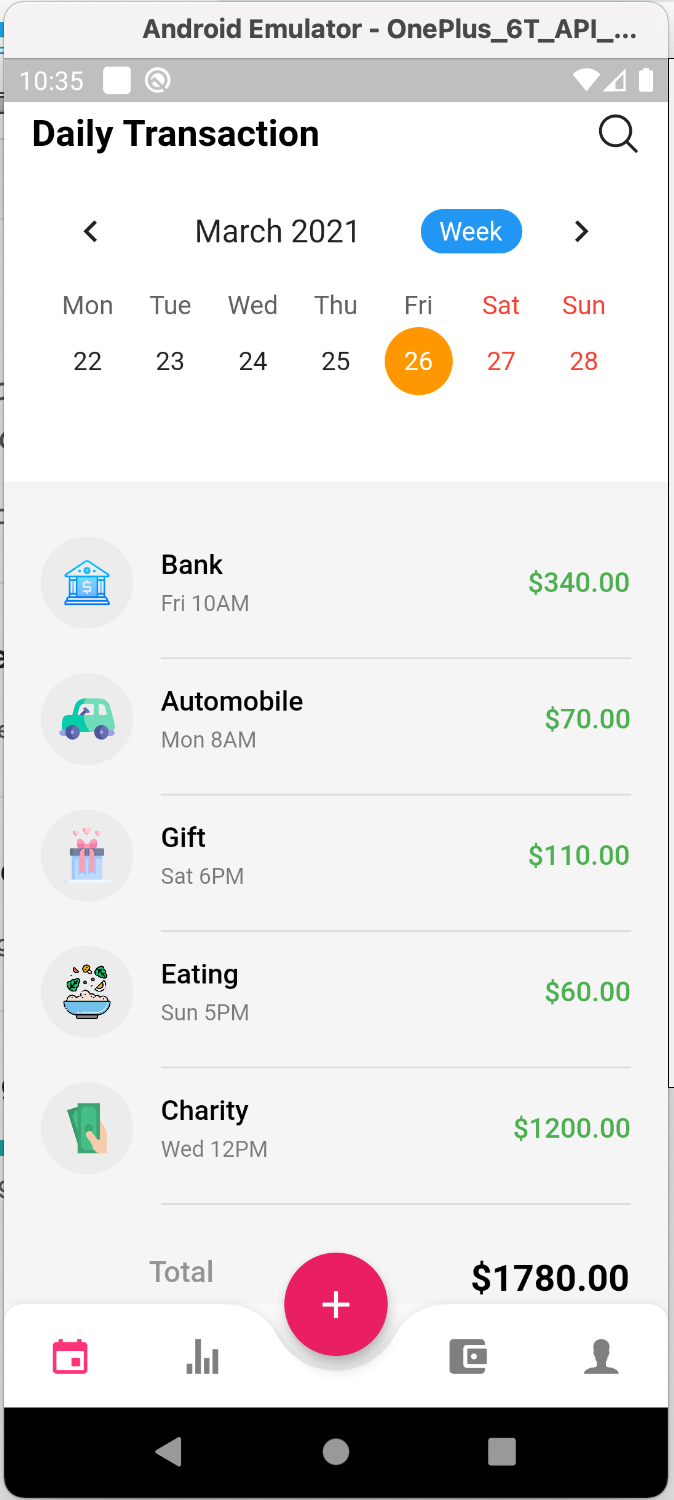 Android Emulator - OnePlus_6T_API_...
10:35
Daily Transaction
March 2021 Week
Mon Tue Wed Thu Fri Sat Sun
22 23 24 25 26 27 28
Bank
Fri 10AM
$340.00
Automobile
Mon 8AM
$70.00
Gift
Sat 6PM
$110.00
Eating
Sun 5PM
$60.00
Charity
Wed 12PM
$1200.00
Total $1780.00